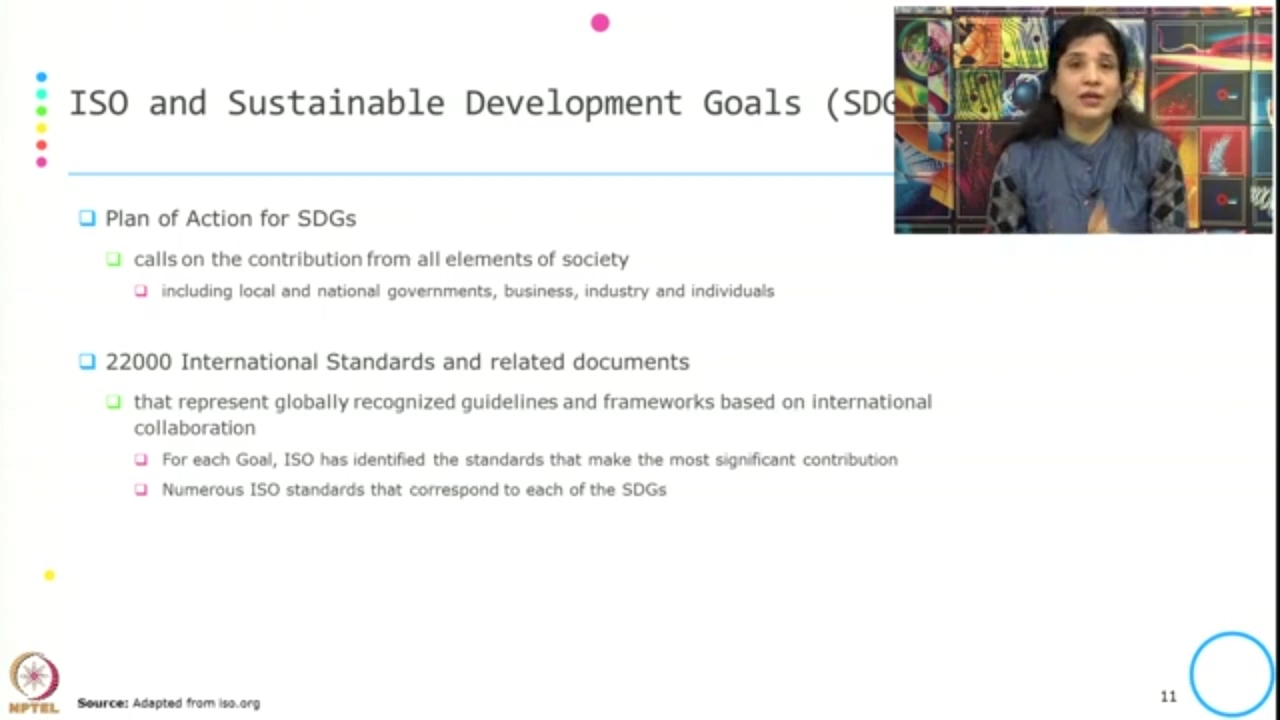 ISO and Sustainable Development Goals (SDG
Plan of Action for SDGs
calls on the contribution from all elements of society
including local and national governments, business, industry and individuals
22000 International Standards and related documents
that represent globally recognized guidelines and frameworks based on international
collaboration
For each Goal, ISO has identified the standards that make the most significant contribution
Numerous ISO standards that correspond to each of the SDGs
NPTEL
Source: Adapted from iso.org
11